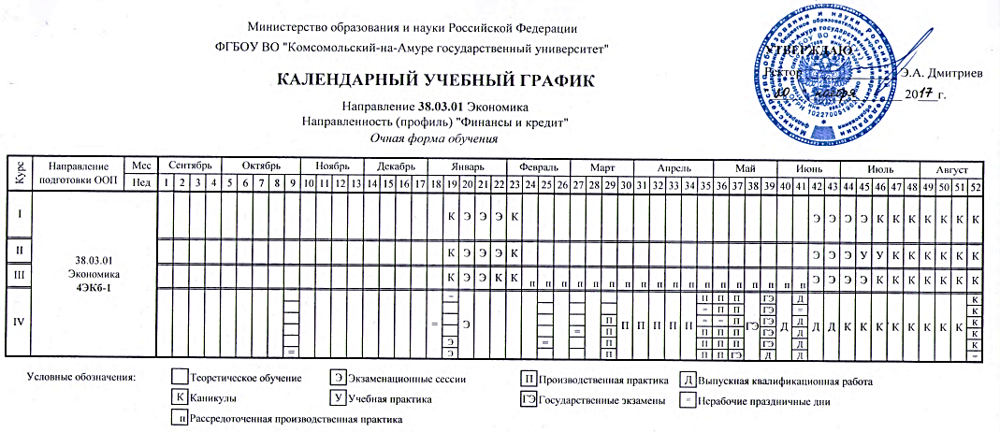 Министерство образования и науки Российской Федерации
ФГБОУ ВО "Комсомольский-на-Амуре государственный университет"
КАЛЕНДАРНЫЙ УЧЕБНЫЙ ГРАФИК
Направление 38.03.01 Экономика
Направленность (профиль) "Финансы и кредит"
Очная форма обучения
УТВЕРЖДАЮ
Ректор Э.А. Дмитриев
2017 г.
Курс Направление подготовки ООП Мес Сентябрь Октябрь Ноябрь Декабрь Январь Февраль Март Апрель Май Июнь Июль Август
Нед 1 2 3 4 5 6 7 8 9 10 11 12 13 14 15 16 17 18 19 20 21 22 23 24 25 26 27 28 29 30 31 32 33 34 35 36 37 38 39 40 41 42 43 44 45 46 47 48 49 50 51 52
I К Э Э Э К Э Э Э Э К К К К К К К
38.03.01
Экономика
4ЭКб-1
II К Э Э Э К Э Э Э У У К К К К К К
III К Э Э К К п п п п п п п п п п п п п п п п п п Э Э Э Э К К К К К К К
IV = П П П ГЭ Д К
= П П ГЭ = К
П = = П ГЭ Д К
= Э = = П П П П П П П П П ГЭ ГЭ Д Д Д Д К К К К К К К К К
Э = П П П П ГЭ Д К
= Э П П П ГЭ Д Д =
Условные обозначения:
Теоретическое обучение
Э Экзаменационные сессии
П Производственная практика
Д Выпускная квалификационная работа
К Каникулы
У Учебная практика
ГЭ Государственные экзамены
= Нерабочие праздничные дни
п Рассредоточенная производственная практика